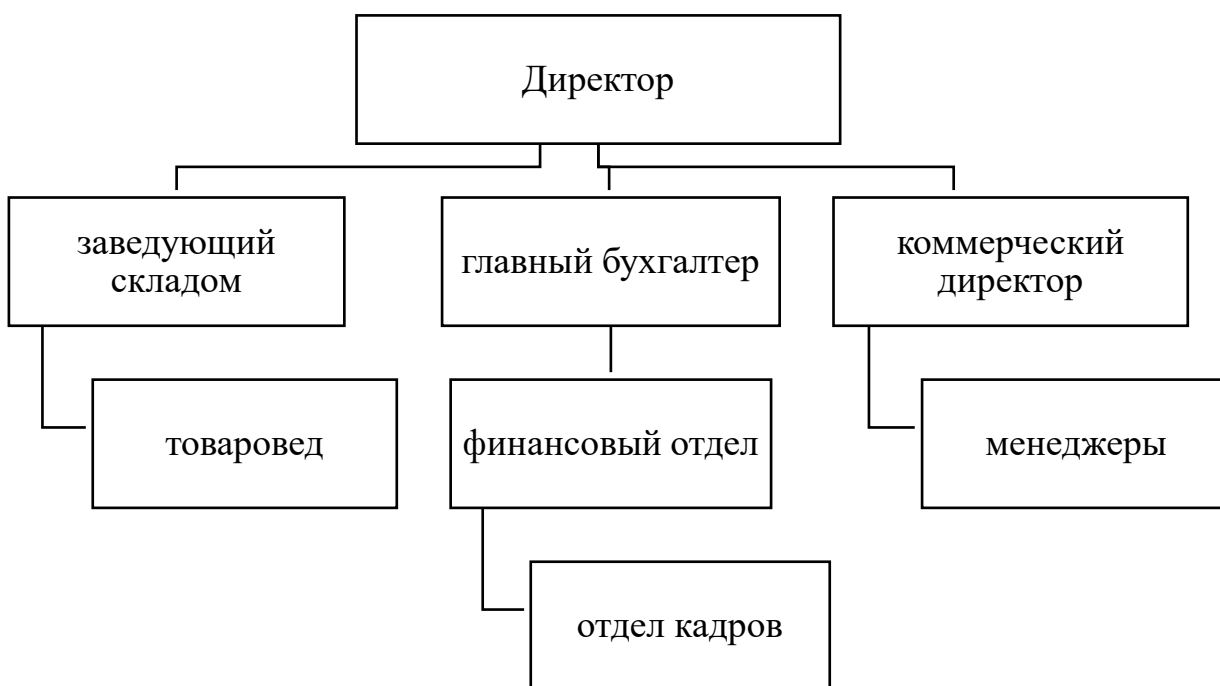 Директор
заведующий
складом
главный бухгалтер
коммерческий
директор
товаровед
финансовый отдел
менеджеры
отдел кадров